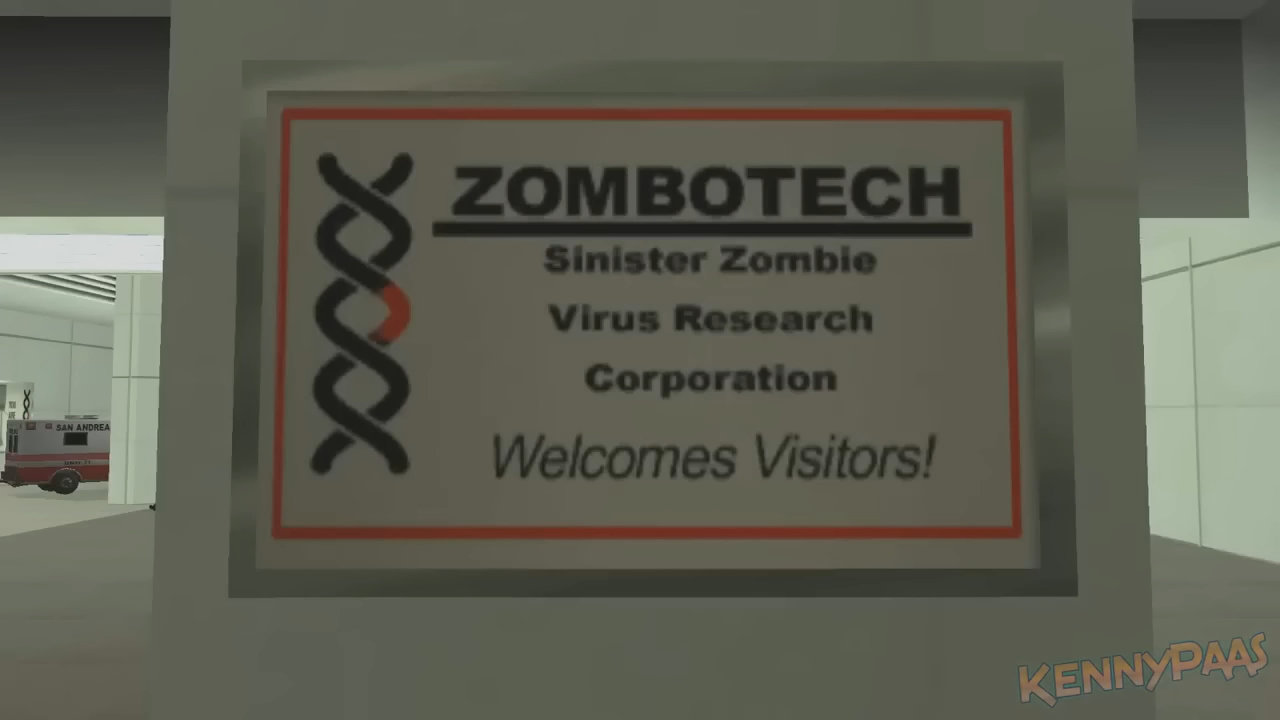 ZOMBOTECH
Sinister Zombie
Virus Research
Corporation
Welcomes Visitors!
SAN ANDREA
KENNYPAAS